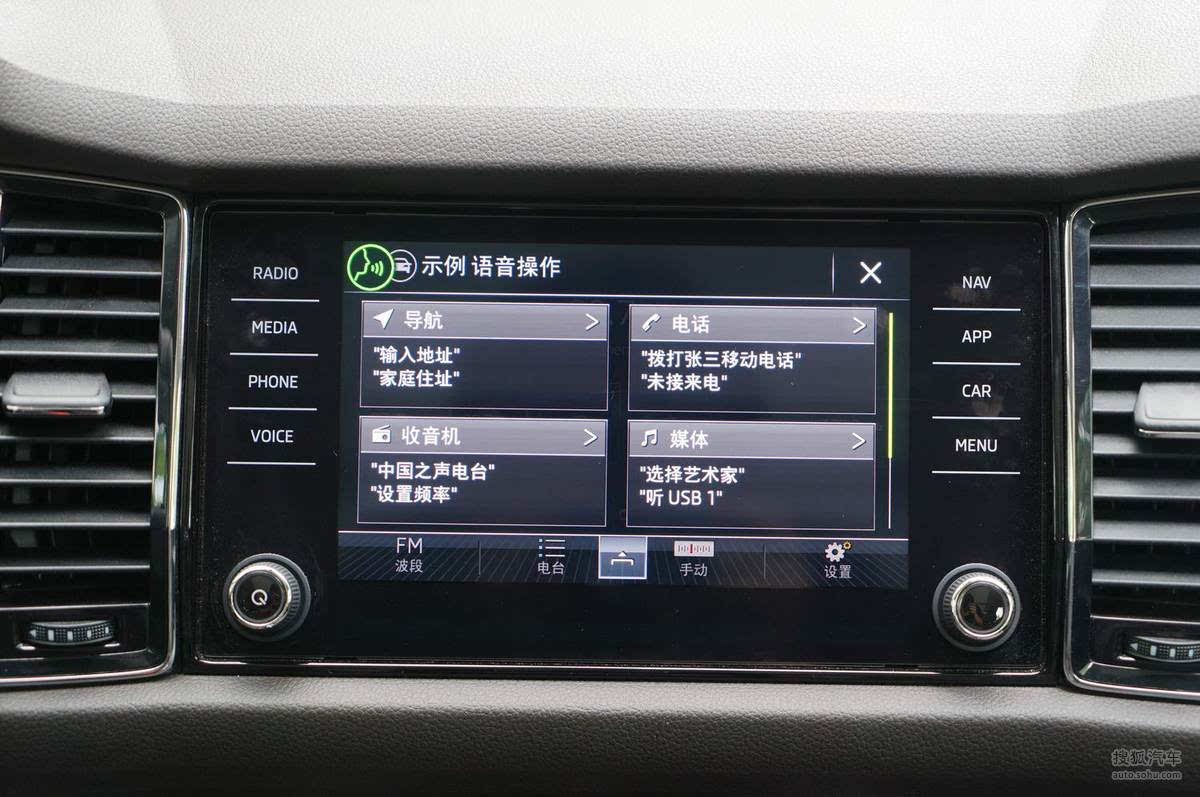 RADIO
MEDIA
PHONE
VOICE
示例 语音操作
导航
"输入地址"
"家庭住址"
电话
"拨打张三移动电话"
"未接来电"
收音机
"中国之声电台"
"设置频率"
媒体
"选择艺术家"
"听 USB 1"
FM
波段
电台
手动
设置
NAV
APP
CAR
MENU
搜狐汽车
auto.sohu.com